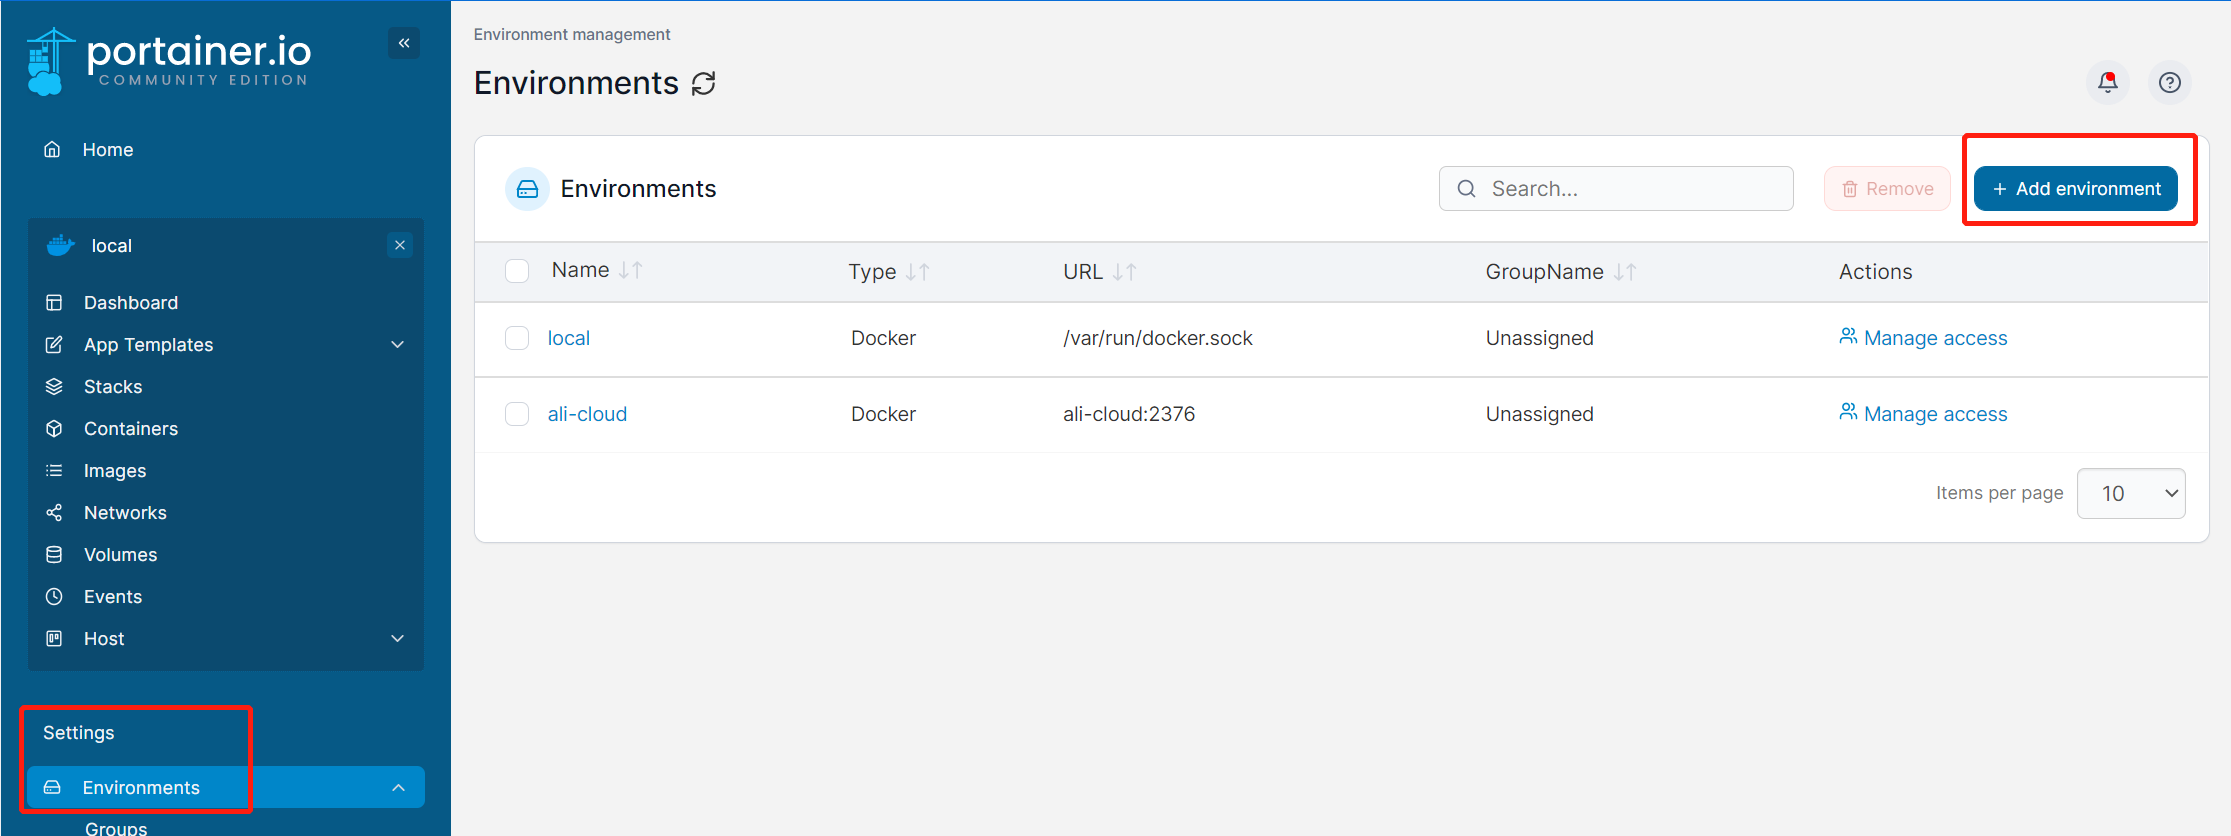 portainer.io
COMMUNITY EDITION
Home
local
Dashboard
App Templates
Stacks
Containers
Images
Networks
Volumes
Events
Host
Settings
Environments
Groups
Environment management
Environments
Environments
Search...
Remove
+ Add environment
Name Type URL GroupName Actions
local Docker /var/run/docker.sock Unassigned Manage access
ali-cloud Docker ali-cloud:2376 Unassigned Manage access
Items per page 10